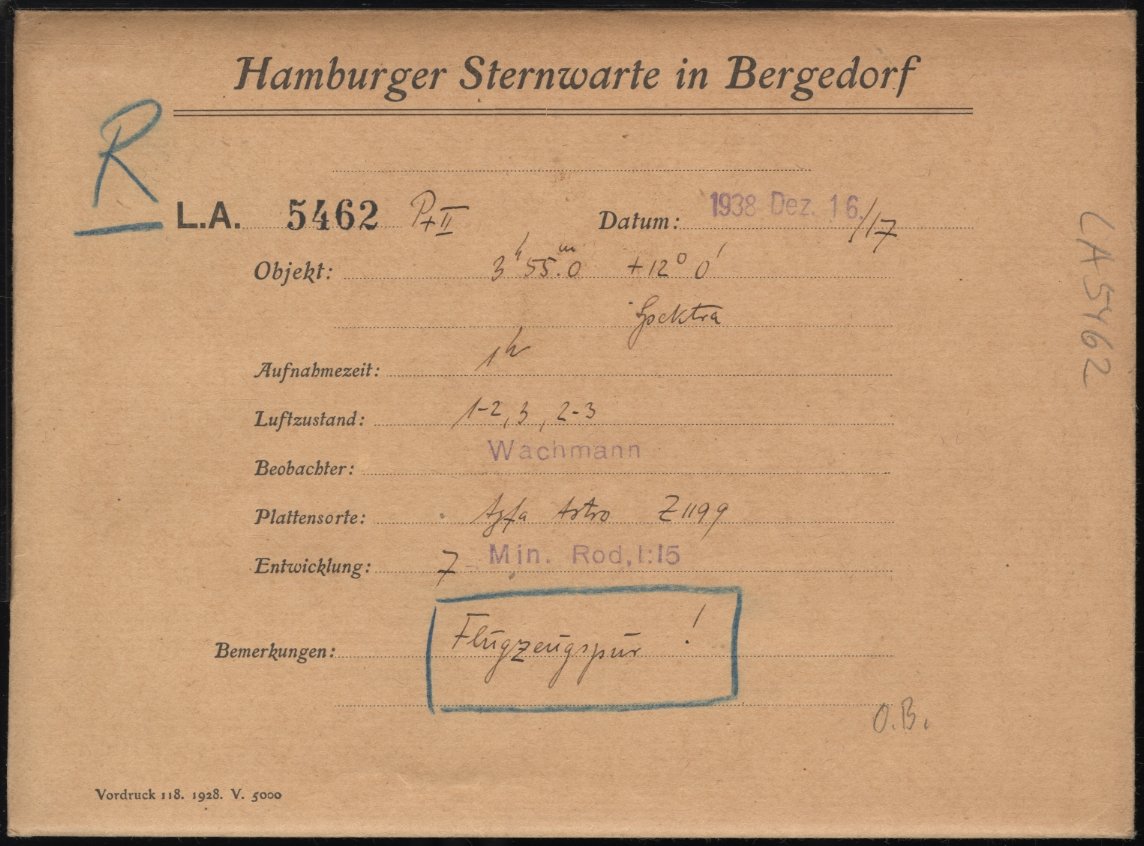 Hamburger Sternwarte in Bergedorf
R
L.A. 5462 P+II Datum: 1938 Dez. 16./17
Objekt: 3h 55m.0 +12° 0'
Spektra
Aufnahmezeit: 1h
Luftzustand: 1-2, 3, 2-3
Beobachter: Wachmann
Plattensorte: Agfa Astro Z1199
Entwicklung: 7 Min. Rod, 1:15
Bemerkungen: Flugzeugspur!
O.B.
Vordruck 118. 1928. V. 5000
LA5462